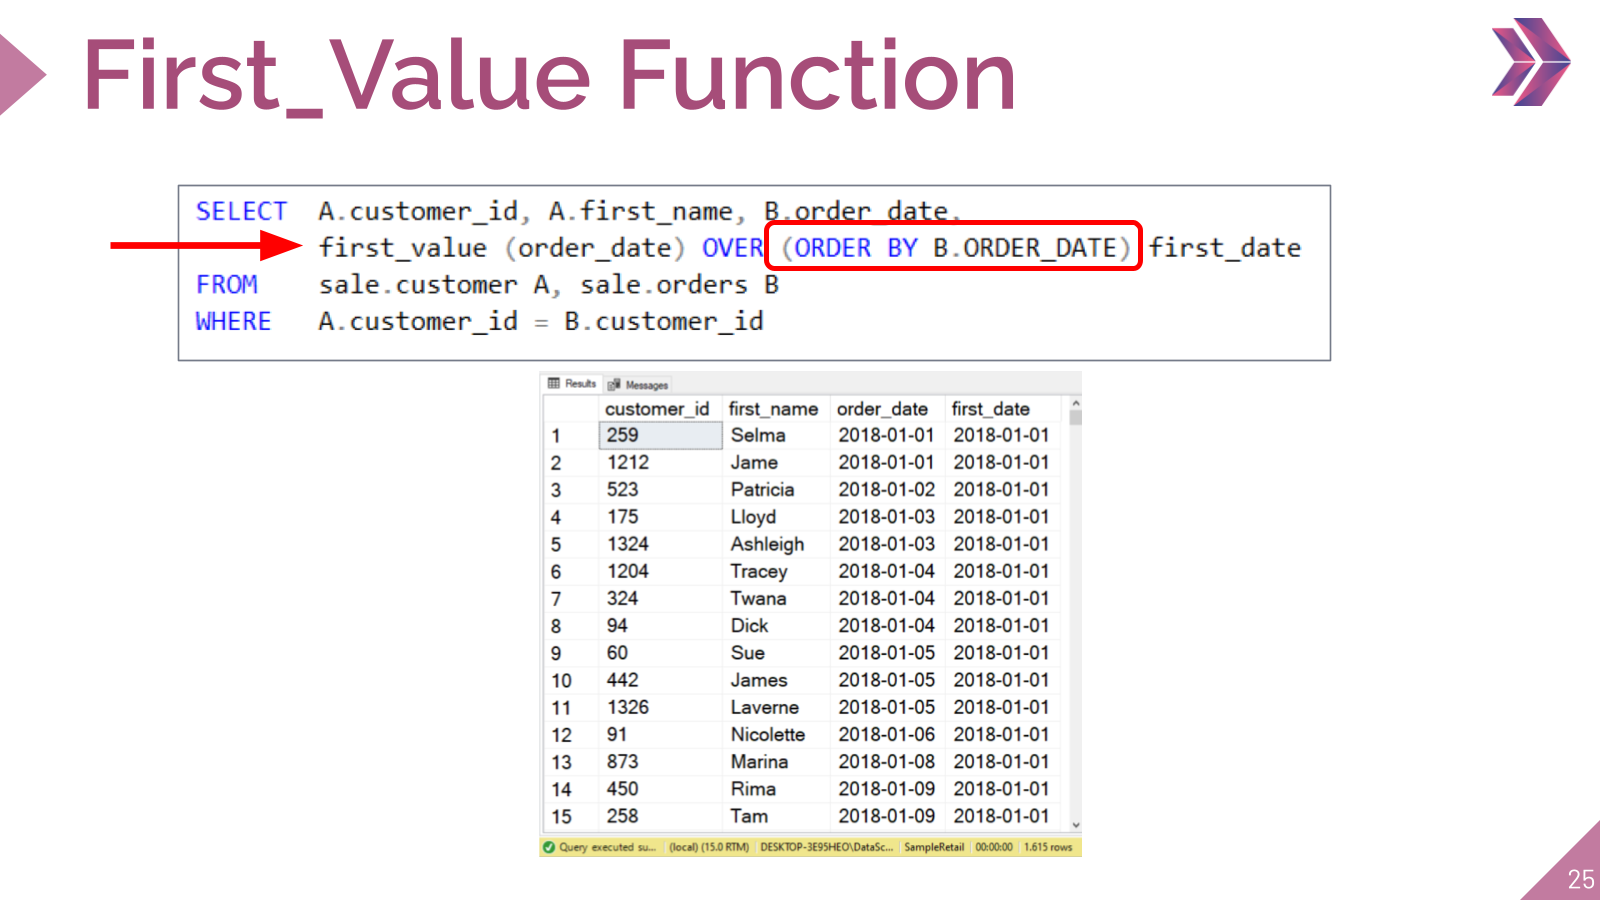 First_Value Function
SELECT A.customer_id, A.first_name, B.order_date,
first_value (order_date) OVER (ORDER BY B.ORDER_DATE) first_date
FROM sale.customer A, sale.orders B
WHERE A.customer_id = B.customer_id
Results Messages
customer_id first_name order_date first_date
1 259 Selma 2018-01-01 2018-01-01
2 1212 Jame 2018-01-01 2018-01-01
3 523 Patricia 2018-01-02 2018-01-01
4 175 Lloyd 2018-01-03 2018-01-01
5 1324 Ashleigh 2018-01-03 2018-01-01
6 1204 Tracey 2018-01-04 2018-01-01
7 324 Twana 2018-01-04 2018-01-01
8 94 Dick 2018-01-04 2018-01-01
9 60 Sue 2018-01-05 2018-01-01
10 442 James 2018-01-05 2018-01-01
11 1326 Laverne 2018-01-05 2018-01-01
12 91 Nicolette 2018-01-06 2018-01-01
13 873 Marina 2018-01-08 2018-01-01
14 450 Rima 2018-01-09 2018-01-01
15 258 Tam 2018-01-09 2018-01-01
Query executed su... (local) (15.0 RTM) DESKTOP-3E95HEO\DataSc... SampleRetail 00:00:00 1.615 rows
25